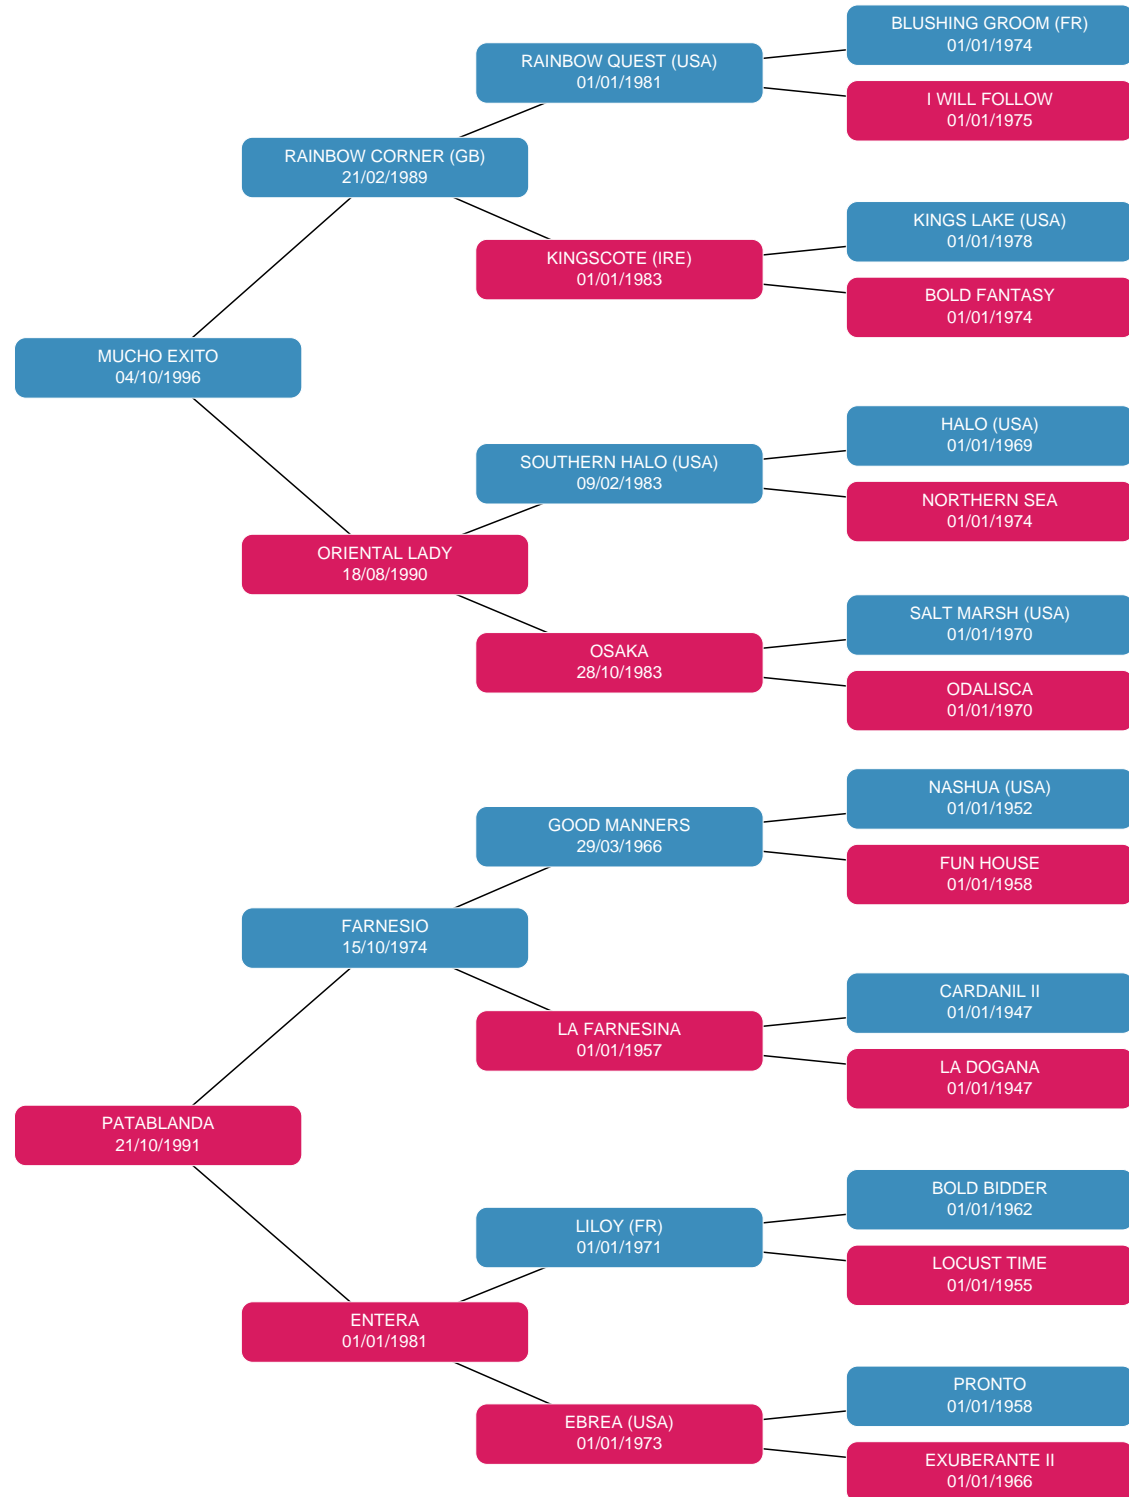 BLUSHING GROOM (FR)
01/01/1974
RAINBOW QUEST (USA)
01/01/1981
I WILL FOLLOW
01/01/1975
RAINBOW CORNER (GB)
21/02/1989
KINGS LAKE (USA)
01/01/1978
KINGSCOTE (IRE)
01/01/1983
BOLD FANTASY
01/01/1974
MUCHO EXITO
04/10/1996
HALO (USA)
01/01/1969
SOUTHERN HALO (USA)
09/02/1983
NORTHERN SEA
01/01/1974
ORIENTAL LADY
18/08/1990
SALT MARSH (USA)
01/01/1970
OSAKA
28/10/1983
ODALISCA
01/01/1970
NASHUA (USA)
01/01/1952
GOOD MANNERS
29/03/1966
FUN HOUSE
01/01/1958
FARNESIO
15/10/1974
CARDANIL II
01/01/1947
LA FARNESINA
01/01/1957
LA DOGANA
01/01/1947
PATABLANDA
21/10/1991
BOLD BIDDER
01/01/1962
LILOY (FR)
01/01/1971
LOCUST TIME
01/01/1955
ENTERA
01/01/1981
PRONTO
01/01/1958
EBREA (USA)
01/01/1973
EXUBERANTE II
01/01/1966